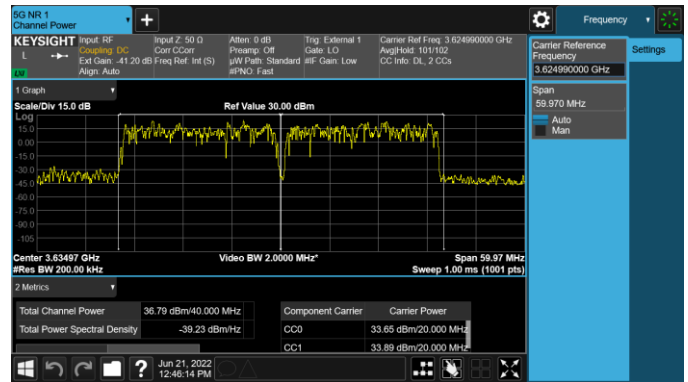 5G NR 1
Channel Power
Frequency
KEYSIGHT
L
LXI
Input: RF
Coupling: DC
Ext Gain: -41.20 dB
Align: Auto
Input Z: 50 Ω
Corr CCorr
Freq Ref: Int (S)
Atten: 0 dB
Preamp: Off
µW Path: Standard
#PNO: Fast
Trig: External 1
Gate: LO
#IF Gain: Low
Carrier Ref Freq: 3.624990000 GHz
Avg|Hold: 101/102
CC Info: DL, 2 CCs
Carrier Reference
Frequency
3.624990000 GHz
Settings
Span
59.970 MHz
Auto
Man
1 Graph
Scale/Div 15.0 dB
Ref Value 30.00 dBm
Log
15.0
0.00
-15.0
-30.0
-45.0
-60.0
-75.0
-90.0
-105
Center 3.63497 GHz
#Res BW 200.00 kHz
Video BW 2.0000 MHz*
Span 59.97 MHz
Sweep 1.00 ms (1001 pts)
2 Metrics
Total Channel Power 36.79 dBm/40.000 MHz
Total Power Spectral Density -39.23 dBm/Hz
Component Carrier Carrier Power
CC0 33.65 dBm/20.000 MHz
CC1 33.89 dBm/20.000 MHz
?
Jun 21, 2022
12:46:14 PM